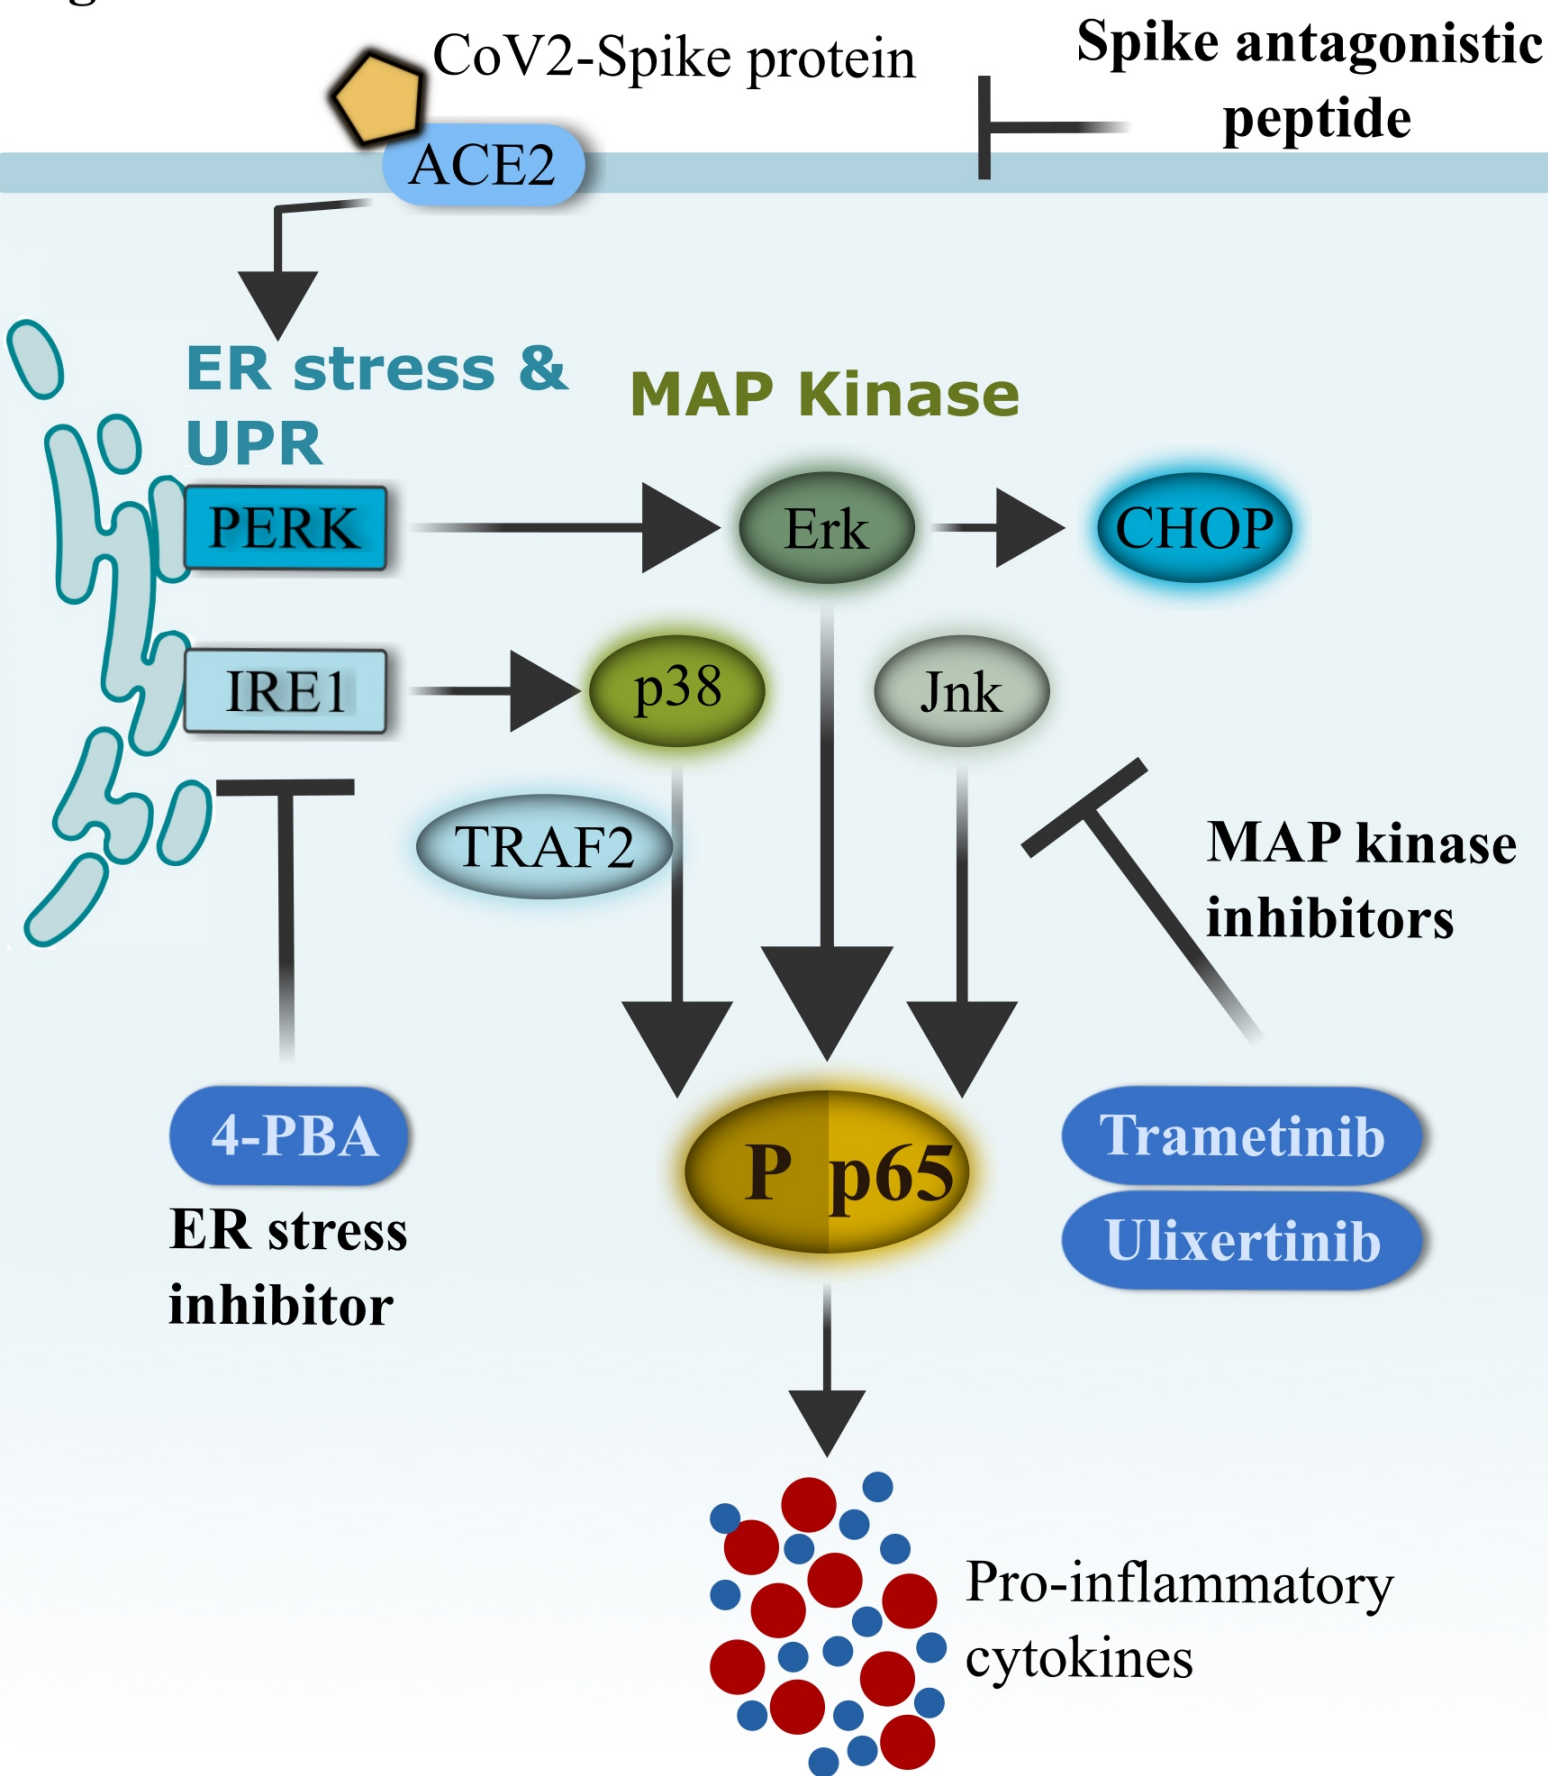 CoV2-Spike protein
Spike antagonistic
peptide
ACE2
ER stress &
UPR
MAP Kinase
PERK
Erk
CHOP
IRE1
p38
Jnk
TRAF2
MAP kinase
inhibitors
4-PBA
ER stress
inhibitor
P p65
Trametinib
Ulixertinib
Pro-inflammatory
cytokines